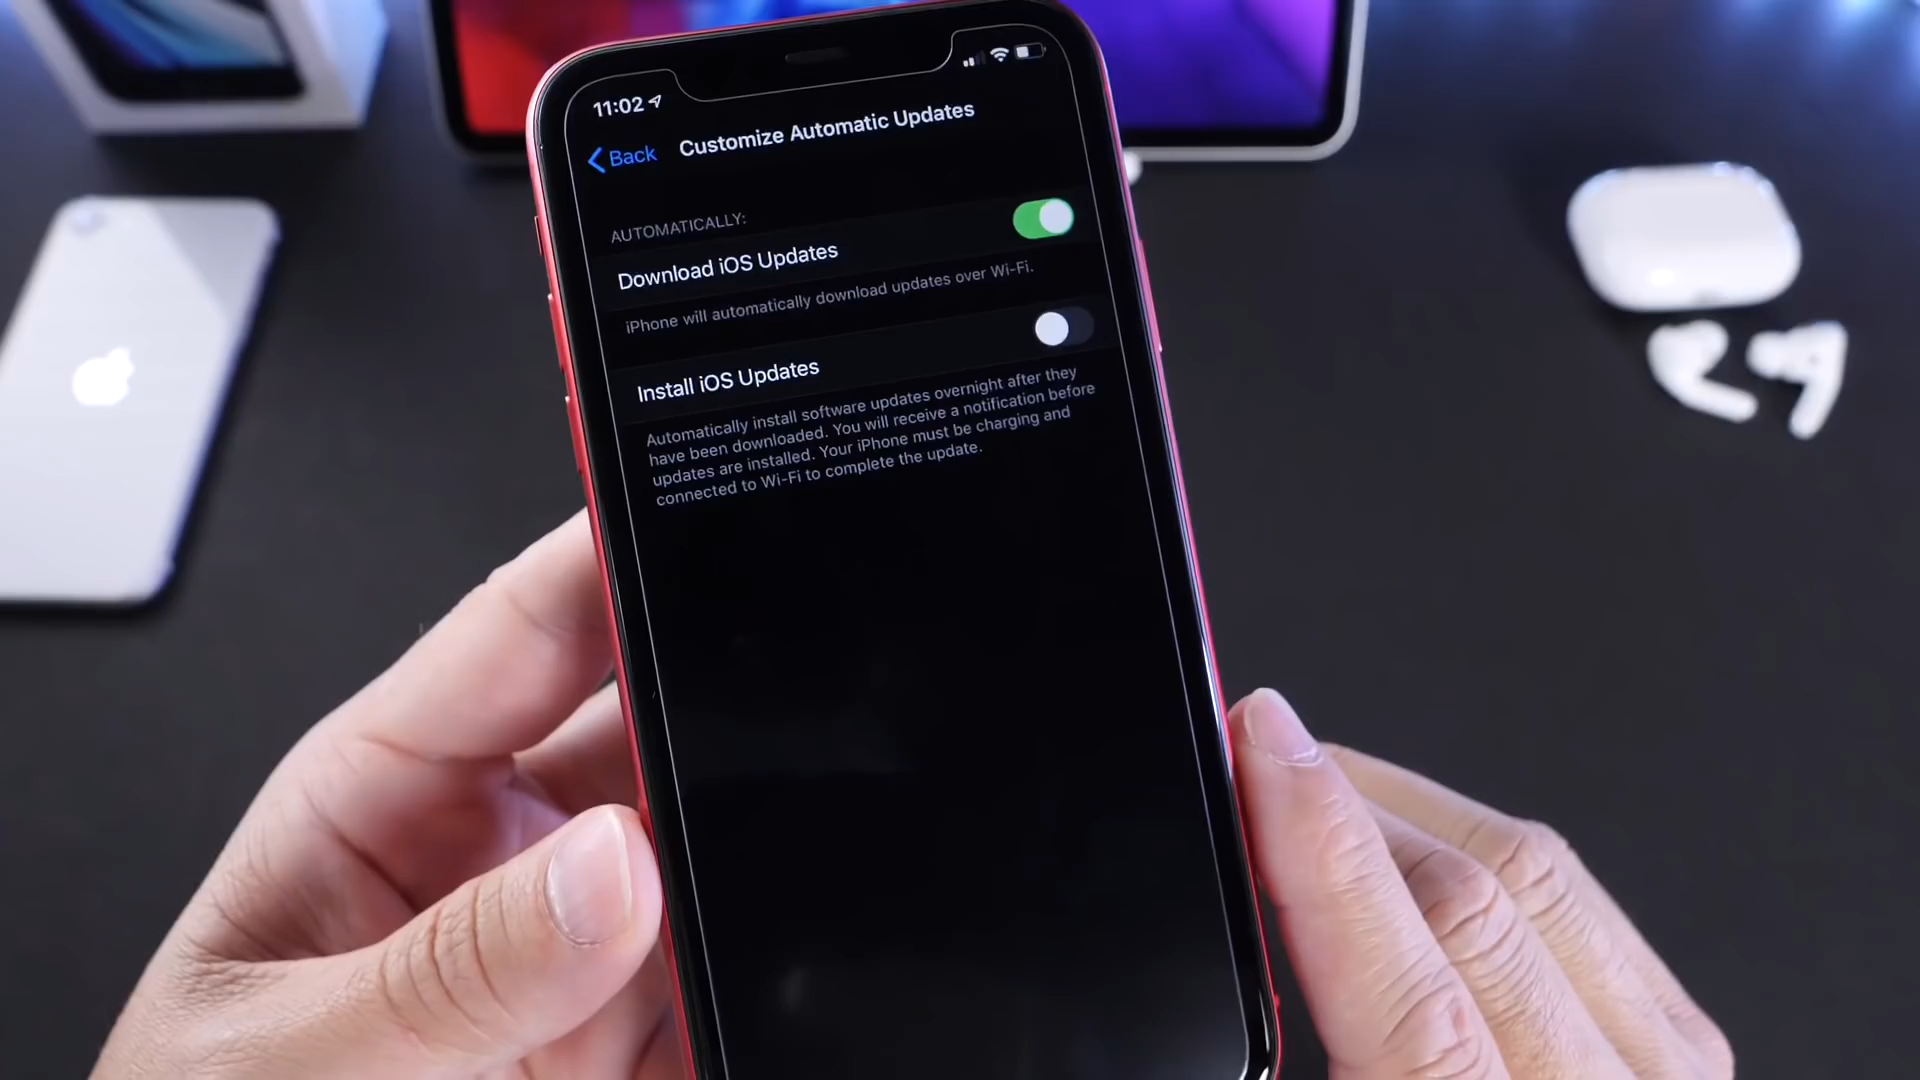 11:02
Back
Customize Automatic Updates
AUTOMATICALLY:
Download iOS Updates
iPhone will automatically download updates over Wi-Fi.
Install iOS Updates
Automatically install software updates overnight after they
have been downloaded. You will receive a notification before
updates are installed. Your iPhone must be charging and
connected to Wi-Fi to complete the update.